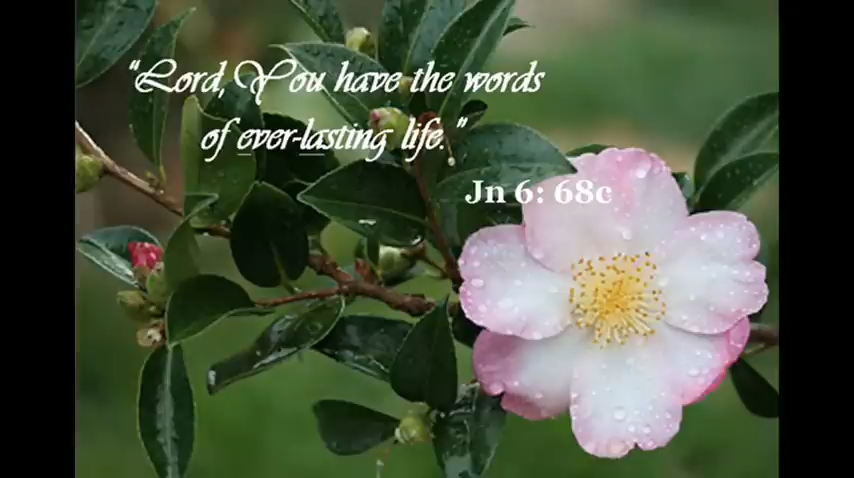 “Lord, You have the words
of ever-lasting life.”
Jn 6: 68c